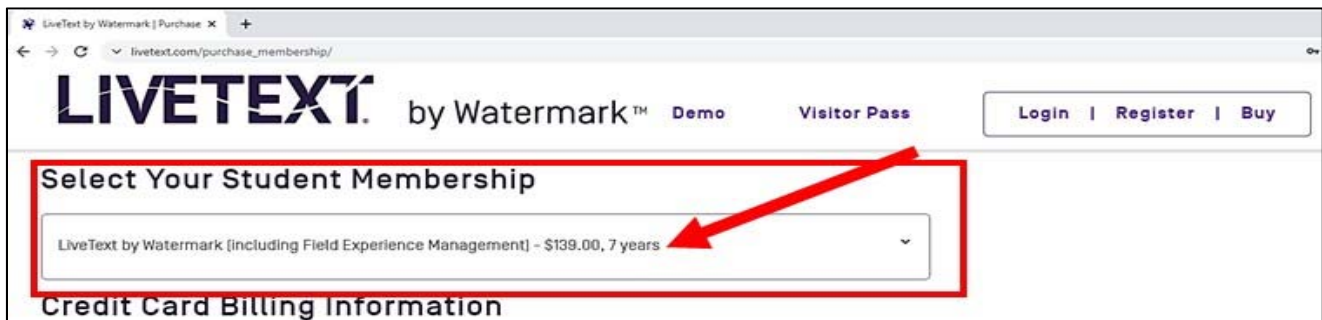 LiveText by Watermark | Purchase
livetext.com/purchase_membership/
LIVETEXT. by Watermark™ Demo Visitor Pass Login | Register | Buy
Select Your Student Membership
LiveText by Watermark (including Field Experience Management) - $139.00, 7 years
Credit Card Billing Information